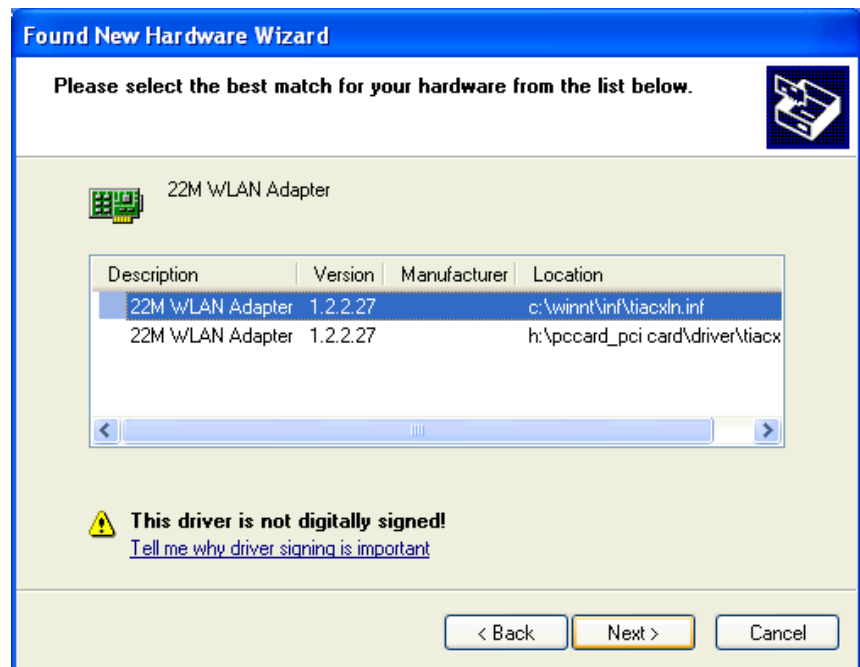 Found New Hardware Wizard
Please select the best match for your hardware from the list below.
22M WLAN Adapter
Description Version Manufacturer Location
22M WLAN Adapter 1.2.2.27 c:\winnt\inf\tiacxln.inf
22M WLAN Adapter 1.2.2.27 h:\pccard_pci card\driver\tiacx
This driver is not digitally signed!
Tell me why driver signing is important
< Back Next > Cancel